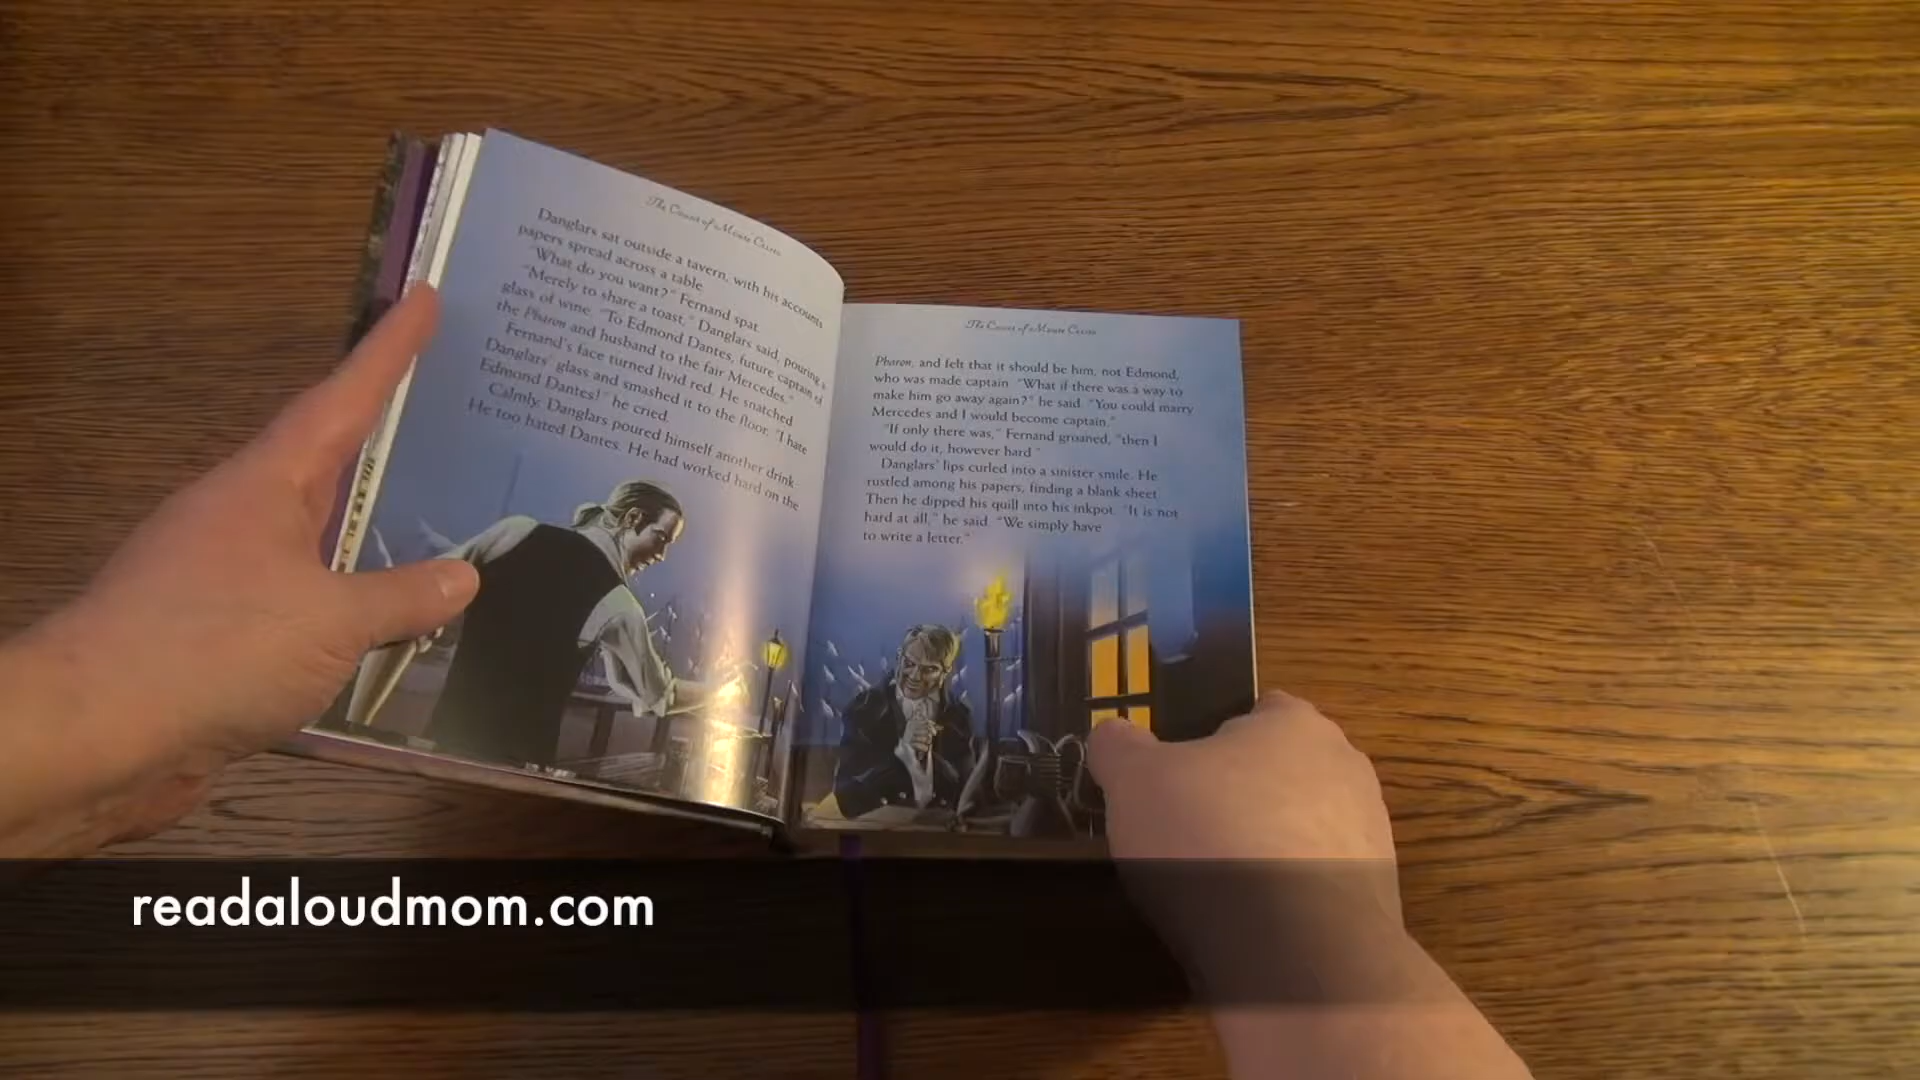 The Count of Monte Cristo
Danglars sat outside a tavern, with his accounts
papers spread across a table.
"What do you want?" Fernand spat.
"Merely to share a toast," Danglars said, pouring a
glass of wine. "To Edmond Dantes, future captain of
the Pharon and husband to the fair Mercedes."
Fernand's face turned livid red. He snatched
Danglars' glass and smashed it to the floor. "I hate
Edmond Dantes!" he cried.
Calmly, Danglars poured himself another drink.
He too hated Dantes. He had worked hard on the
The Count of Monte Cristo
Pharon, and felt that it should be him, not Edmond,
who was made captain. "What if there was a way to
make him go away again?" he said. "You could marry
Mercedes and I would become captain."
"If only there was," Fernand groaned, "then I
would do it, however hard."
Danglars' lips curled into a sinister smile. He
rustled among his papers, finding a blank sheet.
Then he dipped his quill into his inkpot. "It is not
hard at all," he said. "We simply have
to write a letter."
readaloudmom.com